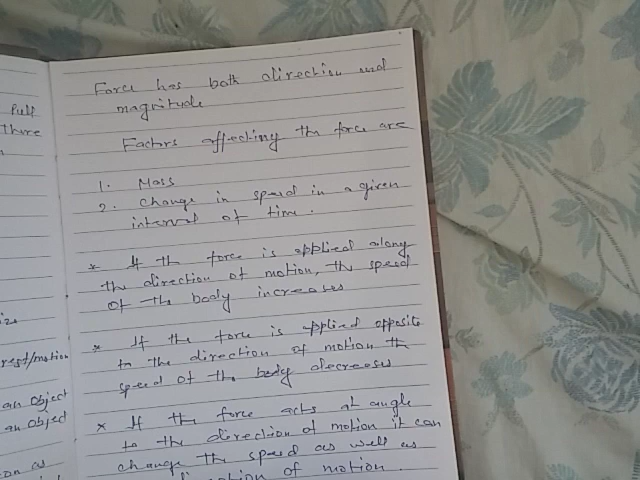 Pull
there
rest/motion
an object
an object
Force has both direction and
magnitude
Factors affecting the force are
1. Mass
2. Change in speed in a given
interval of time.
* If the force is applied along
the direction of motion, the speed
of the body increases
* If the force is applied opposite
to the direction of motion the
speed of the body decreases
* If the force acts at angle
to the direction of motion it can
change the speed as well as
of motion.